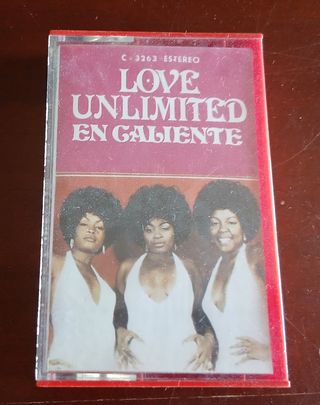 C - 3263 ESTEREO
LOVE
UNLIMITED
EN CALIENTE